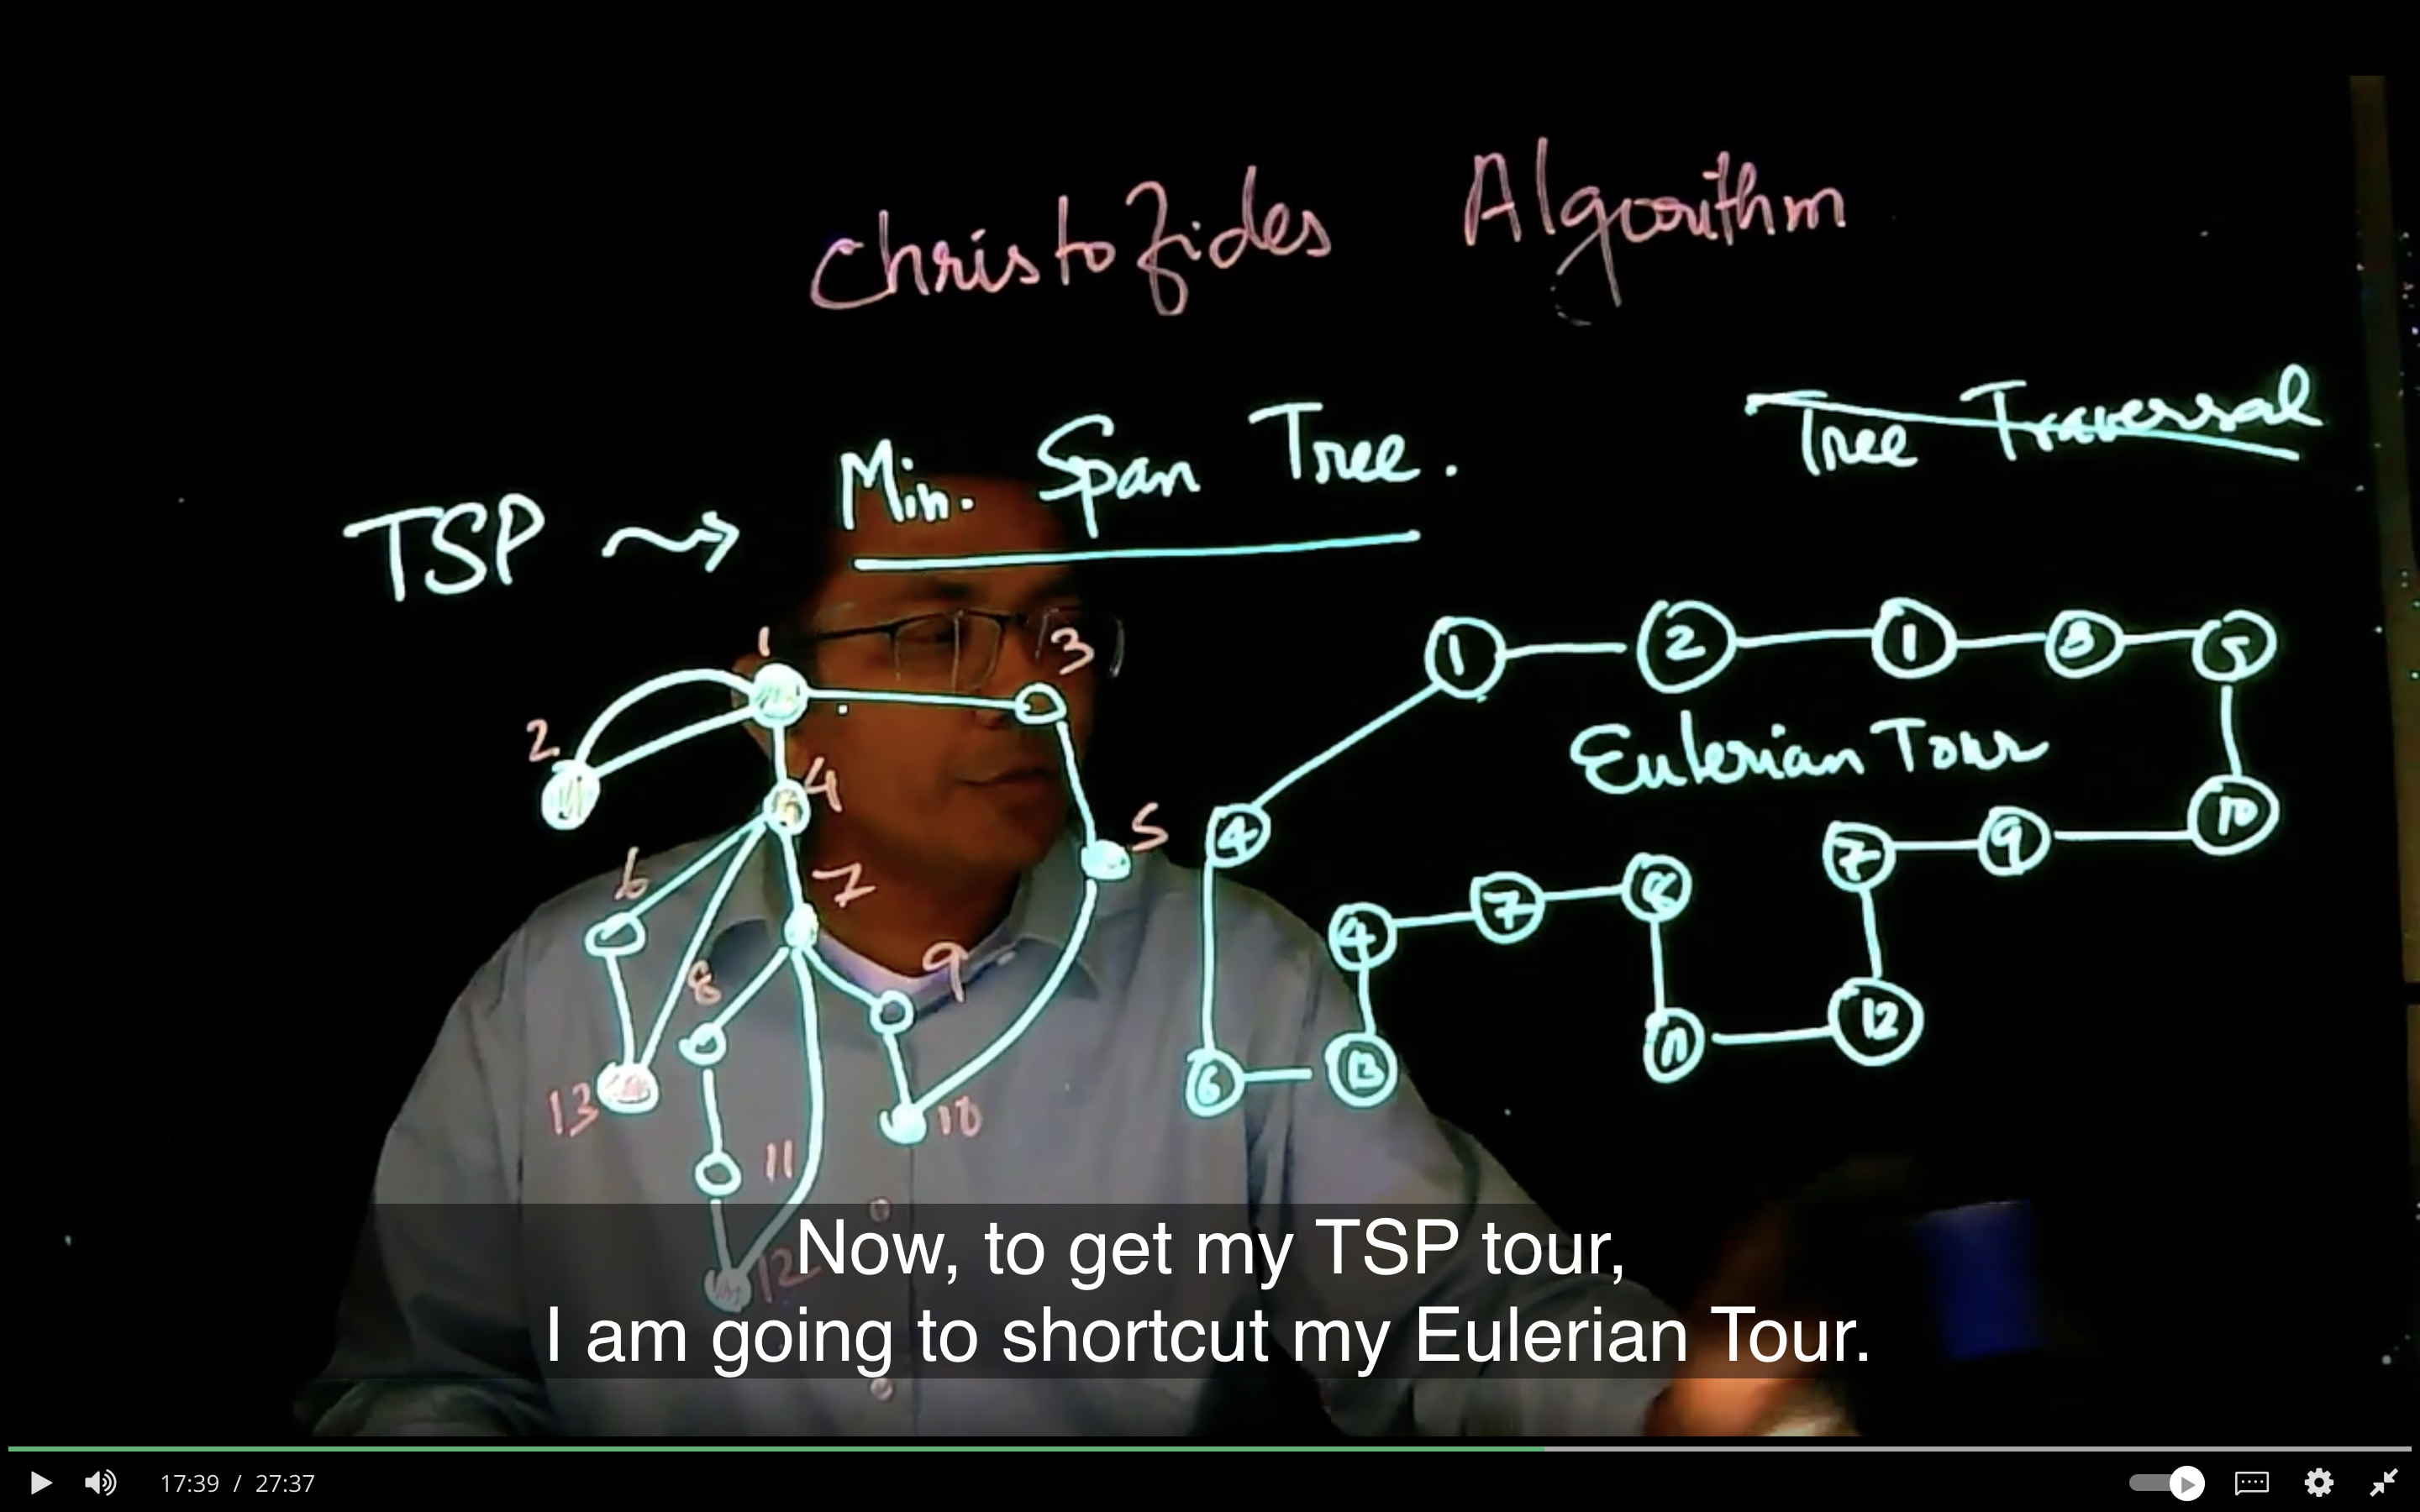 Christofides Algorithm
Tree Traversal
TSP ⤳ Min. Span Tree.
1 3
2
4
5
6 7
8 9
13 10
11
12
1 2 1 3 5
Eulerian Tour
4 7 9 10
4 7 8
6 13 11 12
Now, to get my TSP tour,
I am going to shortcut my Eulerian Tour.
17:39 / 27:37